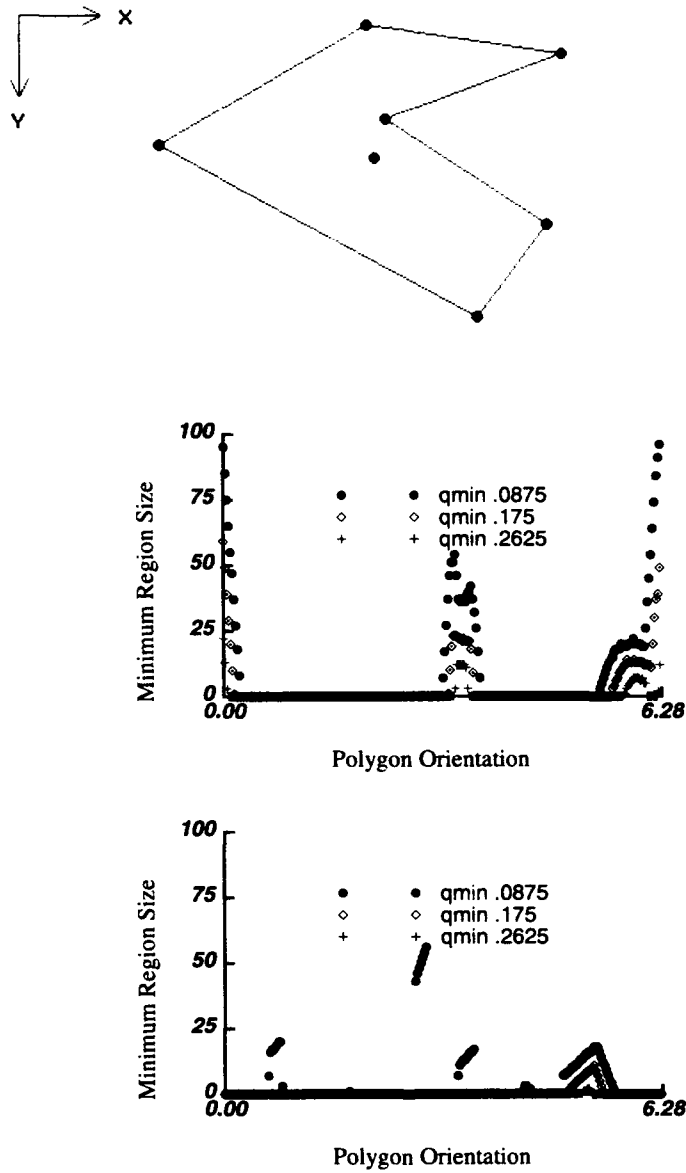 X
Y
100
75
50
25
0
Minimum Region Size
qmin .0875
qmin .175
qmin .2625
0.00
6.28
Polygon Orientation
100
75
50
25
0
Minimum Region Size
qmin .0875
qmin .175
qmin .2625
0.00
6.28
Polygon Orientation